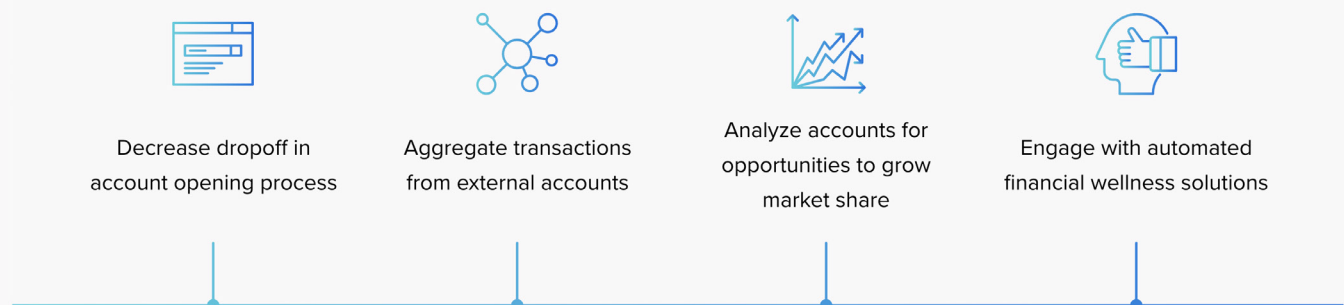 Decrease dropoff in
account opening process
Aggregate transactions
from external accounts
Analyze accounts for
opportunities to grow
market share
Engage with automated
financial wellness solutions